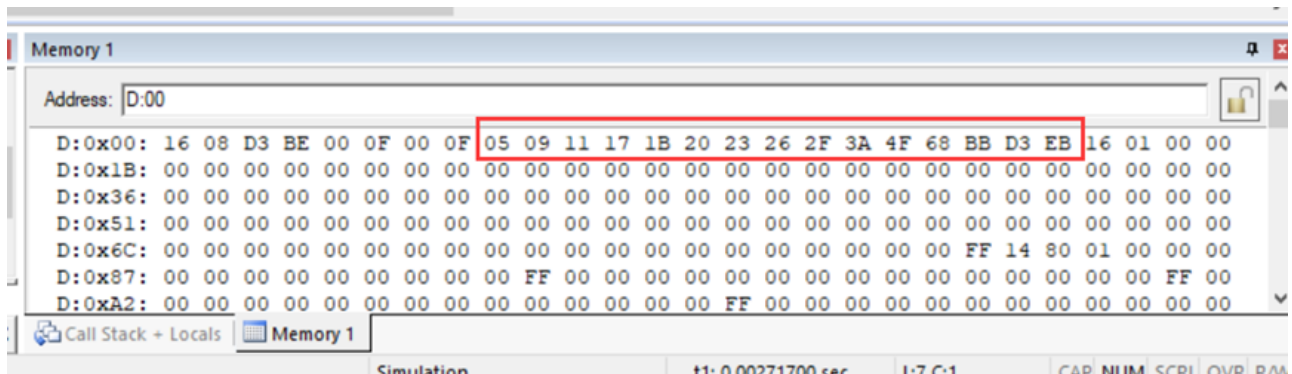 Memory 1
Address: D:00
D:0x00: 16 08 D3 BE 00 0F 00 0F 05 09 11 17 1B 20 23 26 2F 3A 4F 68 BB D3 EB 16 01 00 00
D:0x1B: 00 00 00 00 00 00 00 00 00 00 00 00 00 00 00 00 00 00 00 00 00 00 00 00 00 00 00
D:0x36: 00 00 00 00 00 00 00 00 00 00 00 00 00 00 00 00 00 00 00 00 00 00 00 00 00 00 00
D:0x51: 00 00 00 00 00 00 00 00 00 00 00 00 00 00 00 00 00 00 00 00 00 00 00 00 00 00 00
D:0x6C: 00 00 00 00 00 00 00 00 00 00 00 00 00 00 00 00 00 00 00 00 FF 14 80 01 00 00 00
D:0x87: 00 00 00 00 00 00 00 00 00 FF 00 00 00 00 00 00 00 00 00 00 00 00 00 00 00 FF 00
D:0xA2: 00 00 00 00 00 00 00 00 00 00 00 00 00 00 FF 00 00 00 00 00 00 00 00 00 00 00 00
Call Stack + Locals Memory 1
Simulation t1: 0.00271700 sec L:7 C:1 CAP NUM SCRL OVR R/W